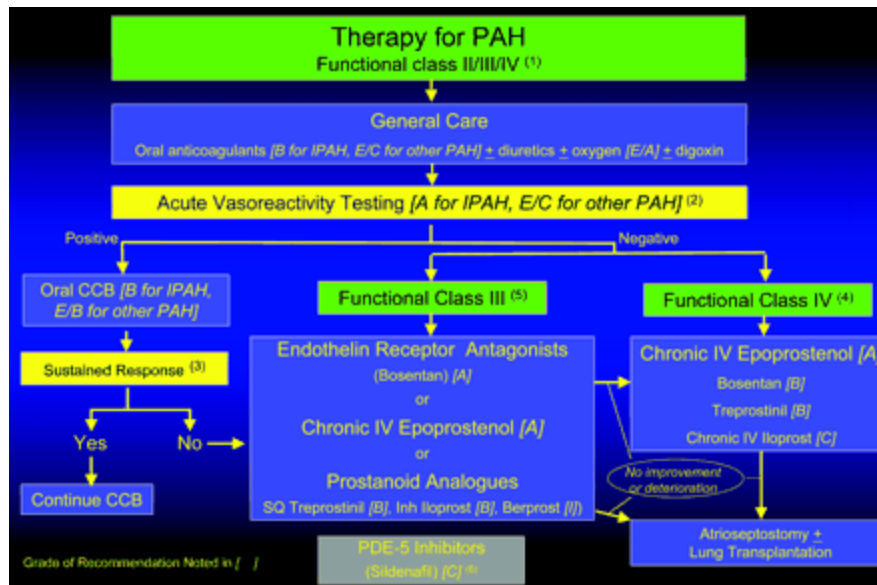 Therapy for PAH
Functional class II/III/IV (1)
General Care
Oral anticoagulants [B for IPAH, E/C for other PAH] ± diuretics ± oxygen [E/A] ± digoxin
Acute Vasoreactivity Testing [A for IPAH, E/C for other PAH] (2)
Positive
Negative
Oral CCB [B for IPAH,
E/B for other PAH]
Functional Class III (5)
Functional Class IV (4)
Sustained Response (3)
Yes
No
Continue CCB
Endothelin Receptor Antagonists
(Bosentan) [A]
or
Chronic IV Epoprostenol [A]
or
Prostanoid Analogues
SQ Treprostinil [B], Inh Iloprost [B], Berprost [I])
Chronic IV Epoprostenol [A]
Bosentan [B]
Treprostinil [B]
Chronic IV Iloprost [C]
No improvement
or deterioration
Atrioseptostomy ±
Lung Transplantation
PDE-5 Inhibitors
(Sildenafil) [C] (6)
Grade of Recommendation Noted in [ ]